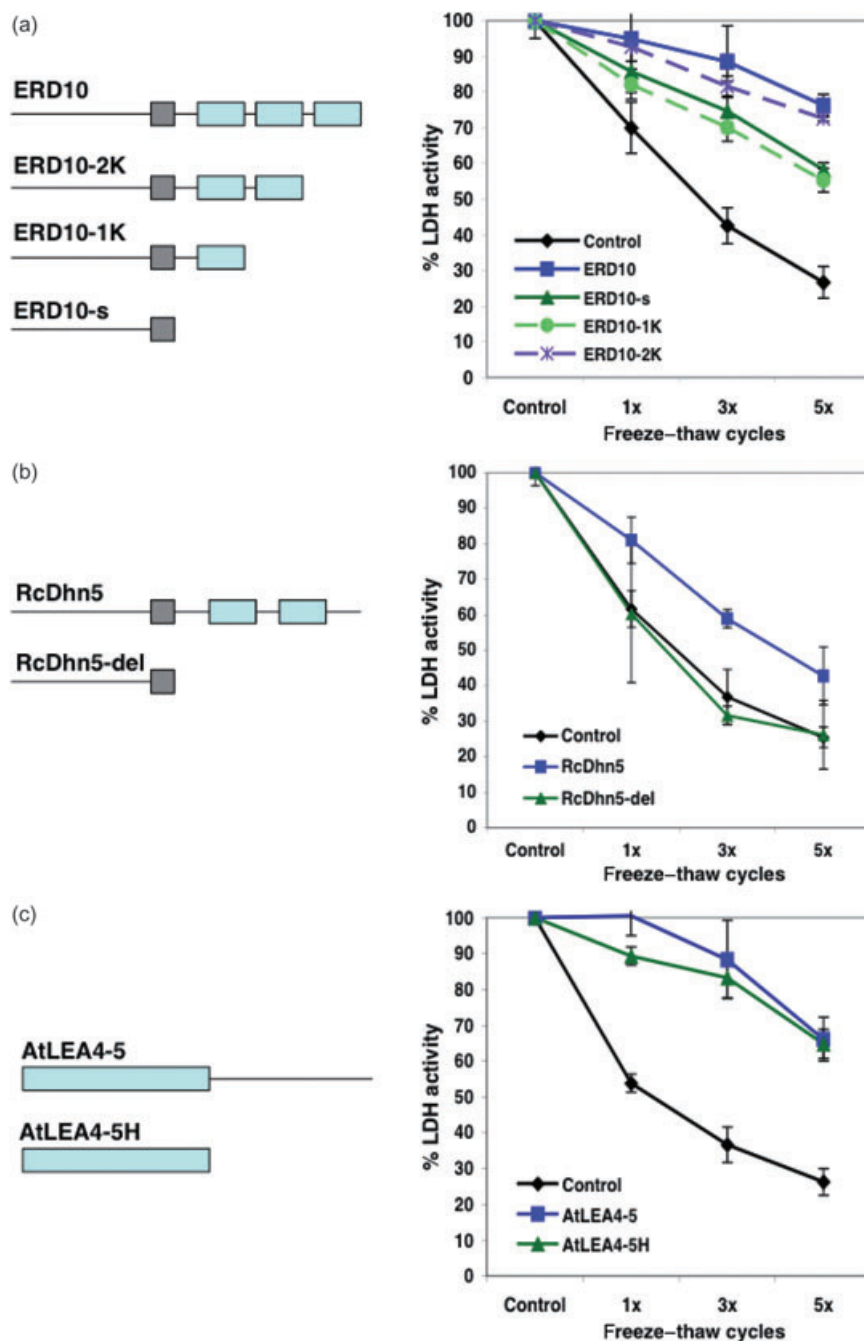 (a)
ERD10
ERD10-2K
ERD10-1K
ERD10-s
% LDH activity
100
90
80
70
60
50
40
30
20
10
0
Control
ERD10
ERD10-s
ERD10-1K
ERD10-2K
Control 1x 3x 5x
Freeze–thaw cycles
(b)
RcDhn5
RcDhn5-del
% LDH activity
100
90
80
70
60
50
40
30
20
10
0
Control
RcDhn5
RcDhn5-del
Control 1x 3x 5x
Freeze–thaw cycles
(c)
AtLEA4-5
AtLEA4-5H
% LDH activity
100
90
80
70
60
50
40
30
20
10
0
Control
AtLEA4-5
AtLEA4-5H
Control 1x 3x 5x
Freeze–thaw cycles